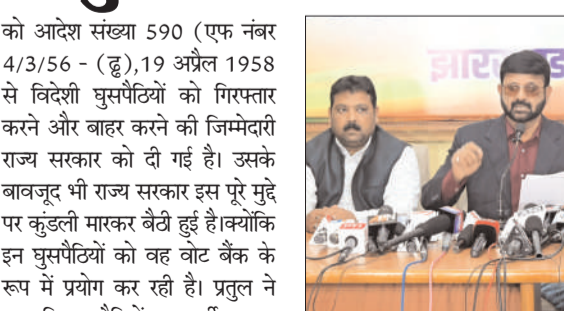 को आदेश संख्या 590 (एफ नंबर
4/3/56 - (ढ्ढ),19 अप्रैल 1958
से विदेशी घुसपैठियों को गिरफ्तार
करने और बाहर करने की जिम्मेदारी
राज्य सरकार को दी गई है। उसके
बावजूद भी राज्य सरकार इस पूरे मुद्दे
पर कुंडली मारकर बैठी हुई है।क्योंकि
इन घुसपैठियों को वह वोट बैंक के
रूप में प्रयोग कर रही है। प्रतुल ने